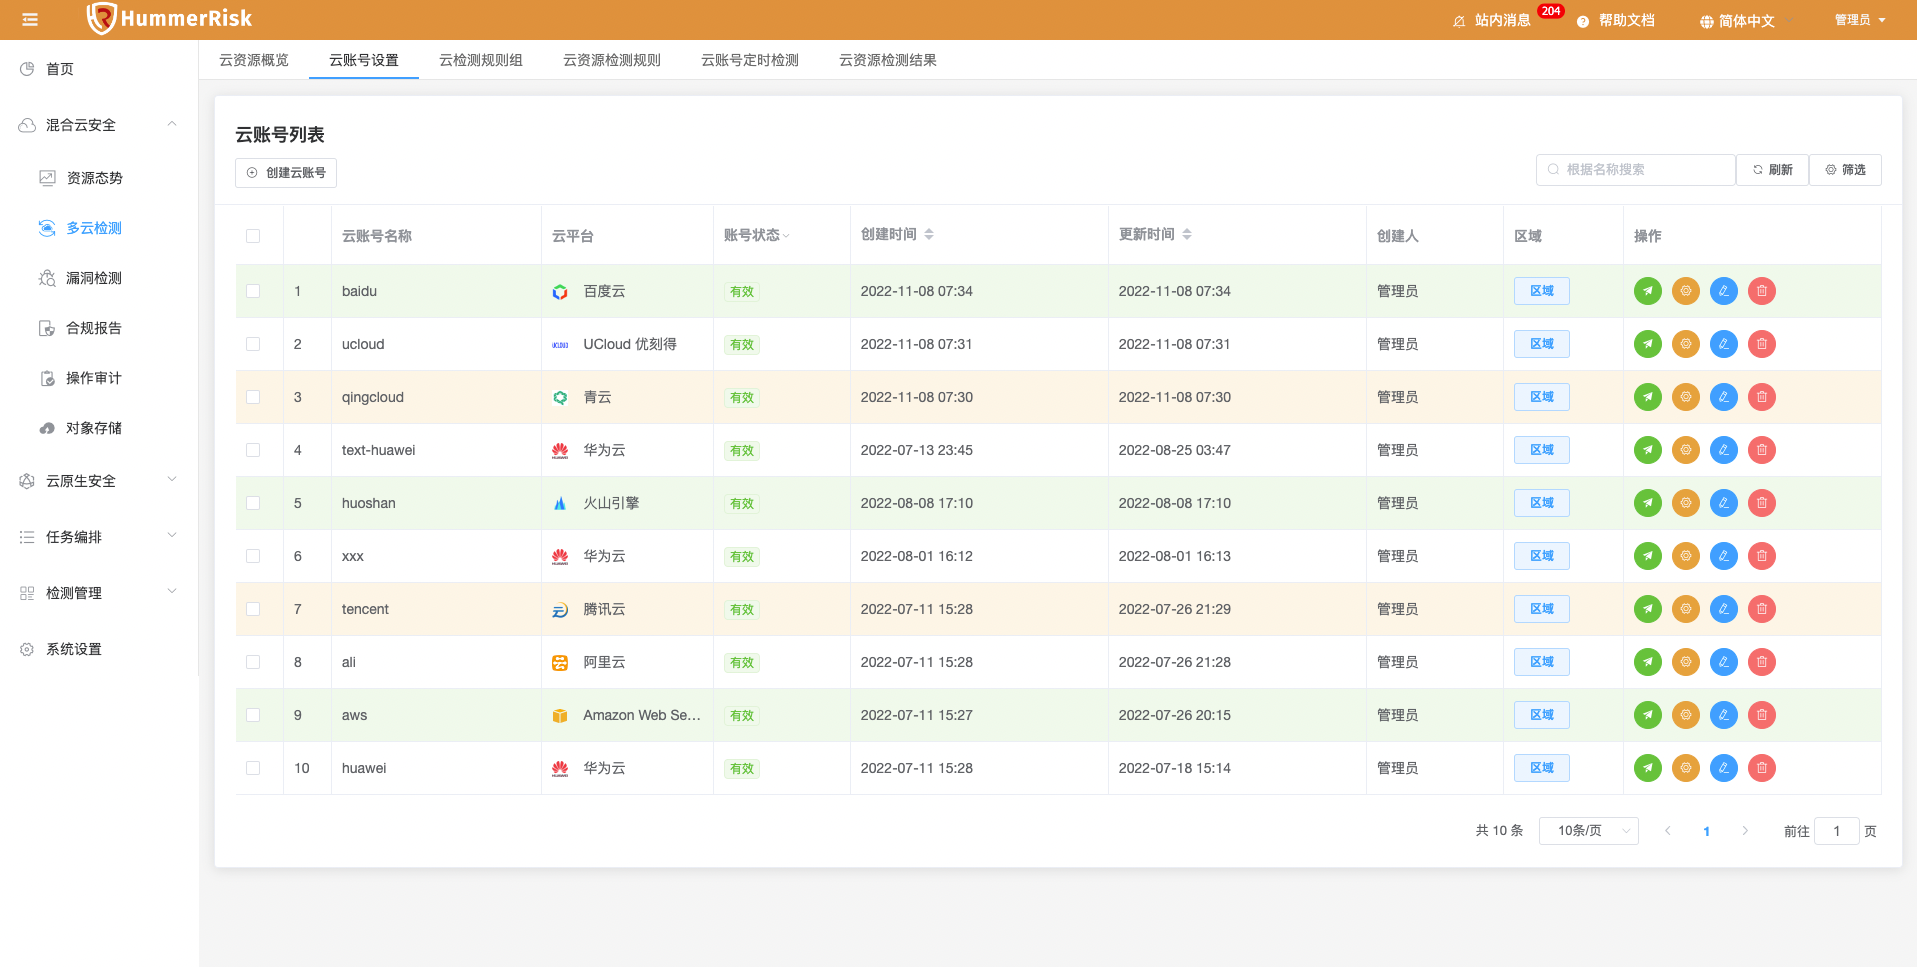 HummerRisk
站内消息 204 帮助文档 简体中文 管理员
首页
混合云安全
资源态势
多云检测
漏洞检测
合规报告
操作审计
对象存储
云原生安全
任务编排
检测管理
系统设置
云资源概览 云账号设置 云检测规则组 云资源检测规则 云账号定时检测 云资源检测结果
云账号列表
创建云账号 根据名称搜索 刷新 筛选
云账号名称 云平台 账号状态 创建时间 更新时间 创建人 区域 操作
1 baidu 百度云 有效 2022-11-08 07:34 2022-11-08 07:34 管理员 区域
2 ucloud UCLOUD UCloud 优刻得 有效 2022-11-08 07:31 2022-11-08 07:31 管理员 区域
3 qingcloud 青云 有效 2022-11-08 07:30 2022-11-08 07:30 管理员 区域
4 text-huawei HUAWEI 华为云 有效 2022-07-13 23:45 2022-08-25 03:47 管理员 区域
5 huoshan 火山引擎 有效 2022-08-08 17:10 2022-08-08 17:10 管理员 区域
6 xxx HUAWEI 华为云 有效 2022-08-01 16:12 2022-08-01 16:13 管理员 区域
7 tencent 腾讯云 有效 2022-07-11 15:28 2022-07-26 21:29 管理员 区域
8 ali 阿里云 有效 2022-07-11 15:28 2022-07-26 21:28 管理员 区域
9 aws Amazon Web Se... 有效 2022-07-11 15:27 2022-07-26 20:15 管理员 区域
10 huawei HUAWEI 华为云 有效 2022-07-11 15:28 2022-07-18 15:14 管理员 区域
共 10 条 10条/页 1 前往 1 页